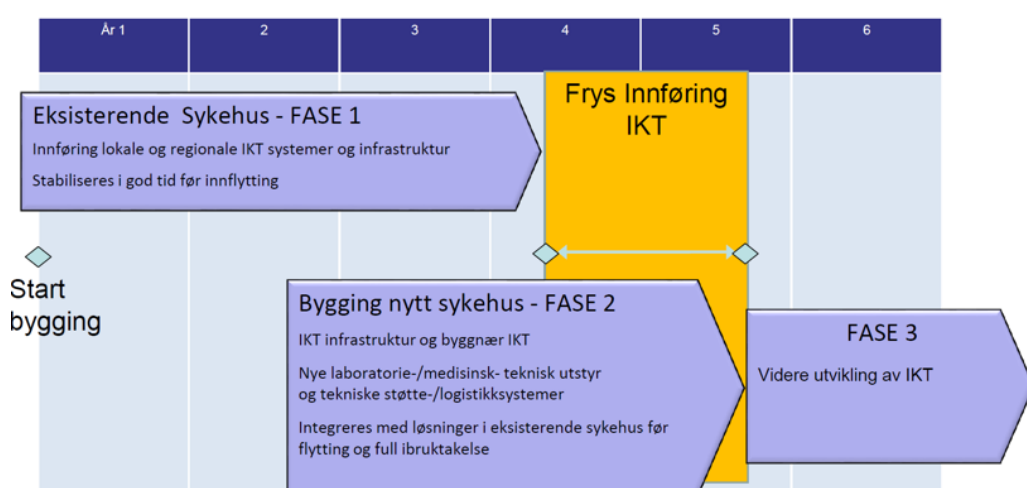 År 1
2
3
4
5
6
Frys Innføring
IKT
Eksisterende Sykehus - FASE 1
Innføring lokale og regionale IKT systemer og infrastruktur
Stabiliseres i god tid før innflytting
Start
bygging
Bygging nytt sykehus - FASE 2
IKT infrastruktur og byggnær IKT
Nye laboratorie-/medisinsk- teknisk utstyr
og tekniske støtte-/logistikksystemer
Integreres med løsninger i eksisterende sykehus før
flytting og full ibruktakelse
FASE 3
Videre utvikling av IKT